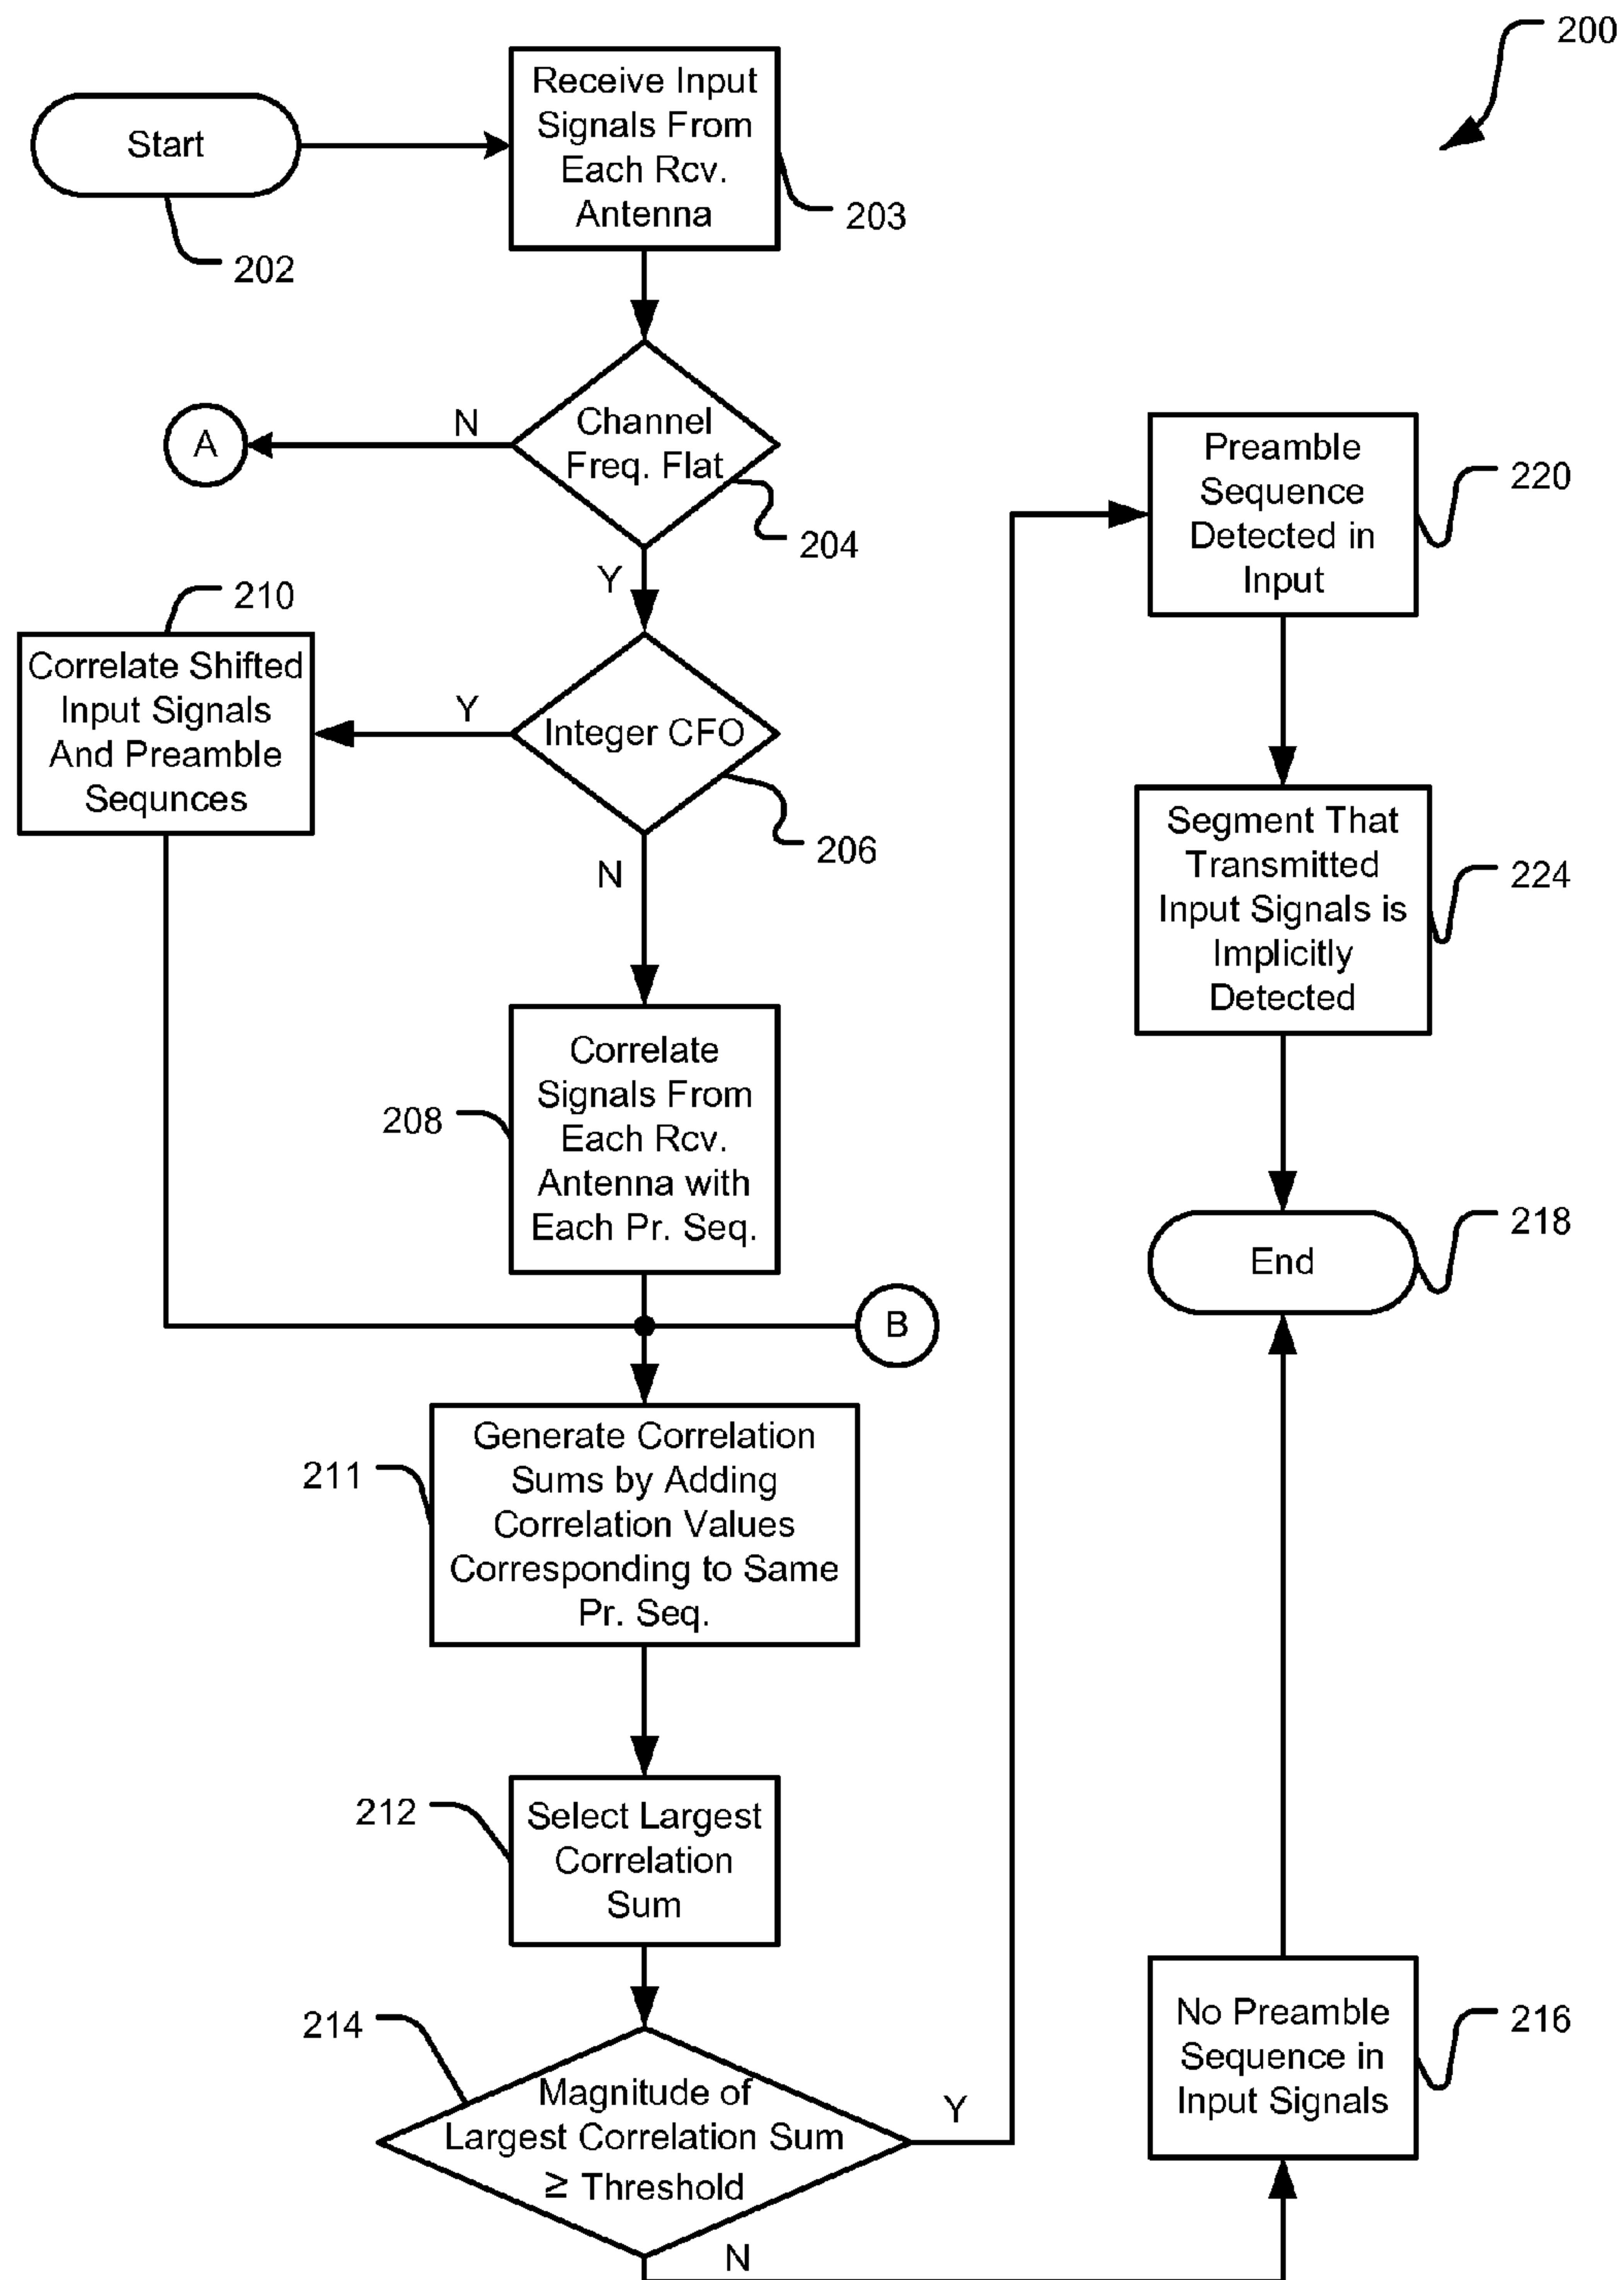 200
Start
202
Receive Input
Signals From
Each Rcv.
Antenna
203
Channel
Freq. Flat
204
N
A
Y
Integer CFO
206
Y
210
Correlate Shifted
Input Signals
And Preamble
Sequnces
N
208
Correlate
Signals From
Each Rcv.
Antenna with
Each Pr. Seq.
B
211
Generate Correlation
Sums by Adding
Correlation Values
Corresponding to Same
Pr. Seq.
212
Select Largest
Correlation
Sum
214
Magnitude of
Largest Correlation Sum
≥ Threshold
Y
N
Preamble
Sequence
Detected in
Input
220
Segment That
Transmitted
Input Signals is
Implicitly
Detected
224
End
218
No Preamble
Sequence in
Input Signals
216